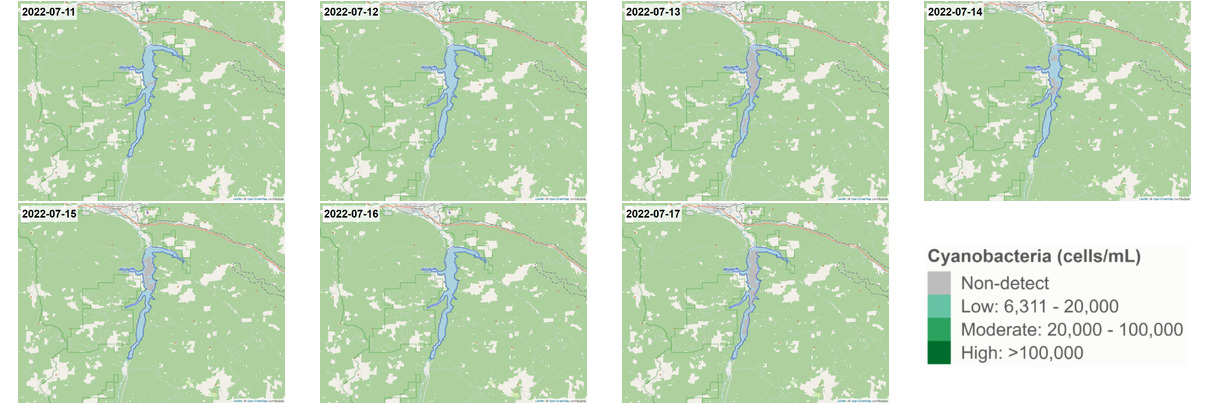 2022-07-11
2022-07-12
2022-07-13
2022-07-14
2022-07-15
2022-07-16
2022-07-17
Cyanobacteria (cells/mL)
Non-detect
Low: 6,311 - 20,000
Moderate: 20,000 - 100,000
High: >100,000